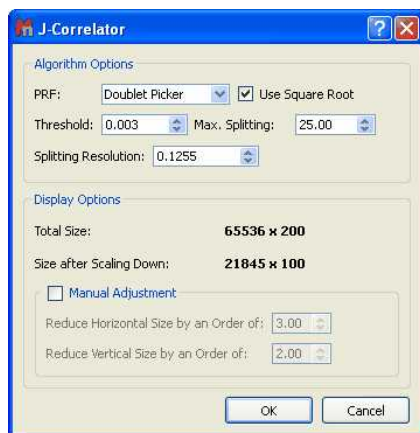 J-Correlator
Algorithm Options
PRF: Doublet Picker Use Square Root
Threshold: 0.003 Max. Splitting: 25.00
Splitting Resolution: 0.1255
Display Options
Total Size: 65536 x 200
Size after Scaling Down: 21845 x 100
Manual Adjustment
Reduce Horizontal Size by an Order of: 3.00
Reduce Vertical Size by an Order of: 2.00
OK Cancel